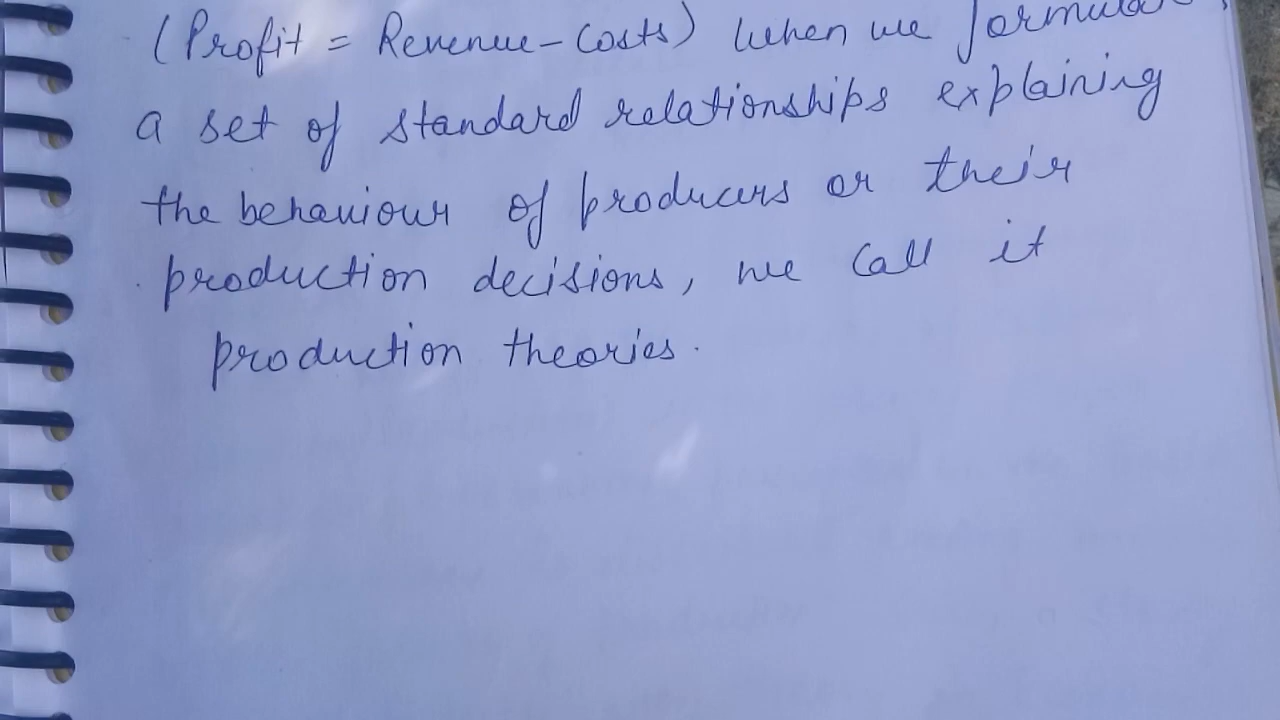 (Profit = Revenue - Costs) When we
a set of standard relationships explaining
the behaviour of producers or their
production decisions, we call it
production theories.